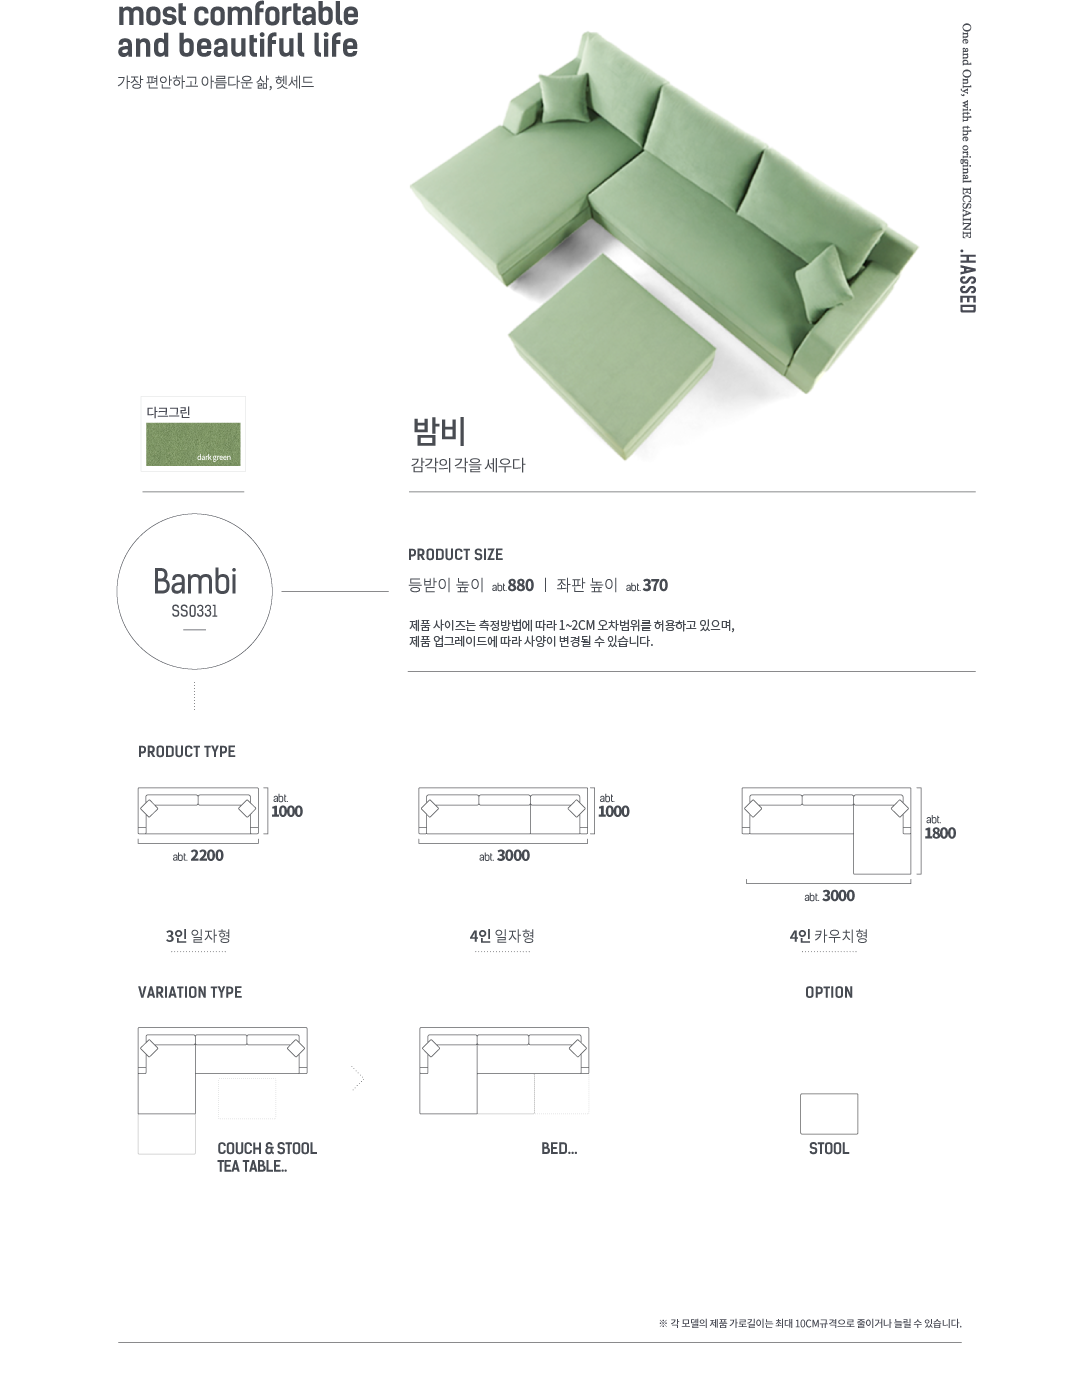 most comfortable
and beautiful life
가장 편안하고 아름다운 삶, 헷세드
One and Only, with the original ECSAINE .HASSED
다크그린
dark green
밤비
감각의 각을 세우다
Bambi
SS0331
PRODUCT SIZE
등받이 높이 abt.880 | 좌판 높이 abt.370
제품 사이즈는 측정방법에 따라 1~2CM 오차범위를 허용하고 있으며,
제품 업그레이드에 따라 사양이 변경될 수 있습니다.
PRODUCT TYPE
abt.
1000
abt. 2200
3인 일자형
abt.
1000
abt. 3000
4인 일자형
abt.
1800
abt. 3000
4인 카우치형
VARIATION TYPE
COUCH & STOOL
TEA TABLE..
BED...
OPTION
STOOL
※ 각 모델의 제품 가로길이는 최대 10CM규격으로 줄이거나 늘릴 수 있습니다.